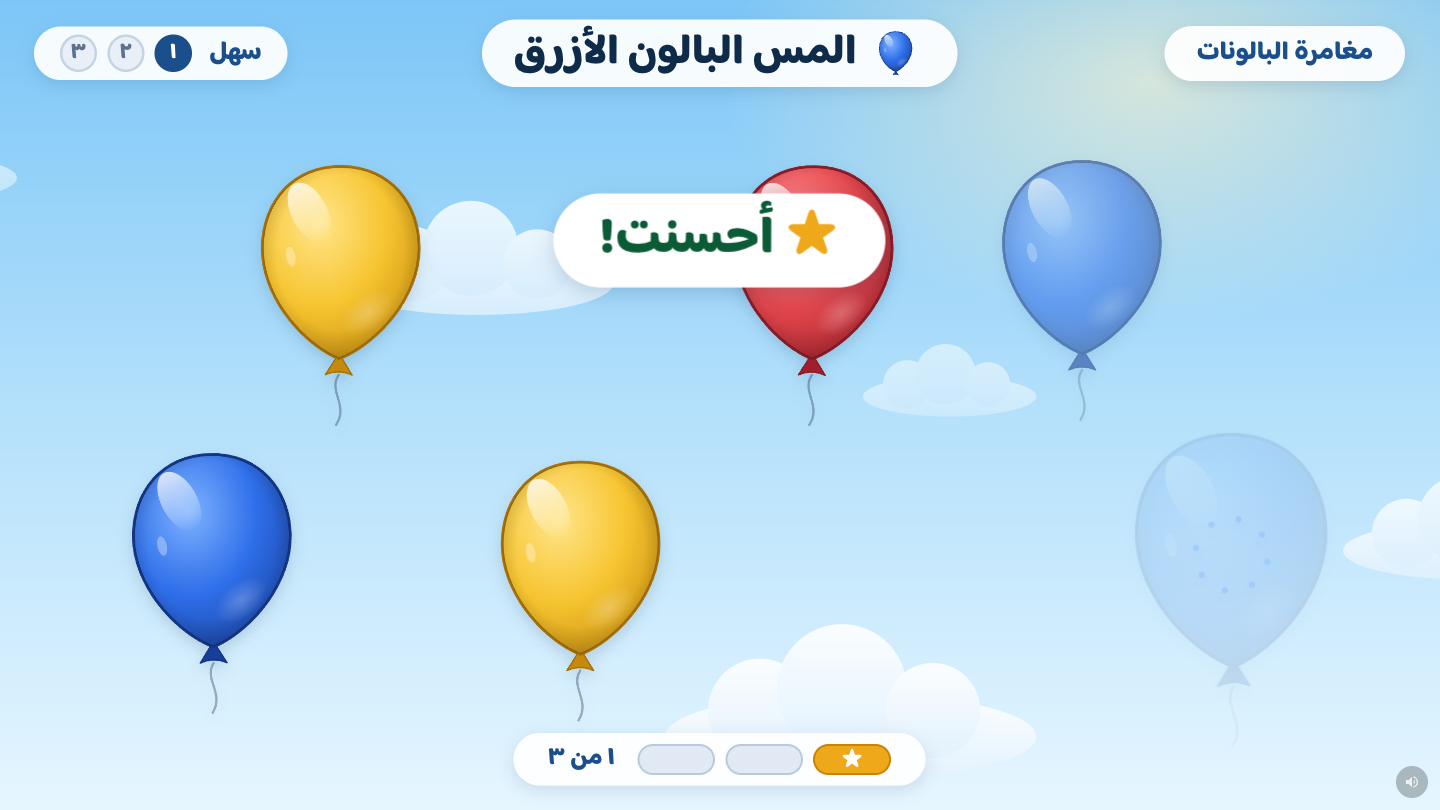 مغامرة البالونات
المس البالون الأزرق
سهل ١ ٢ ٣
أحسنت!
١ من ٣